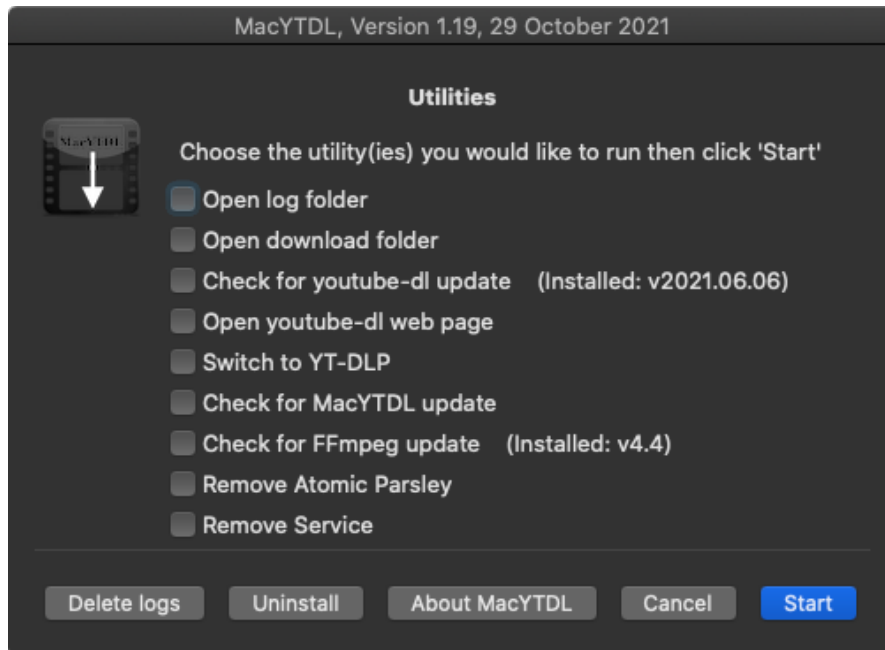 MacYTDL, Version 1.19, 29 October 2021
Utilities
MacYTDL
Choose the utility(ies) you would like to run then click 'Start'
Open log folder
Open download folder
Check for youtube-dl update (Installed: v2021.06.06)
Open youtube-dl web page
Switch to YT-DLP
Check for MacYTDL update
Check for FFmpeg update (Installed: v4.4)
Remove Atomic Parsley
Remove Service
Delete logs Uninstall About MacYTDL Cancel Start